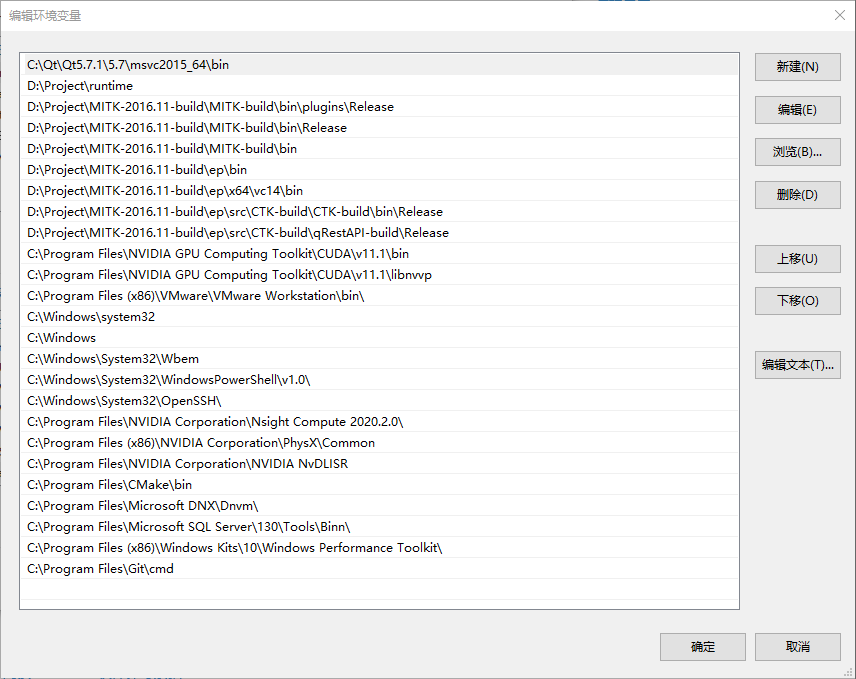 编辑环境变量
C:\Qt\Qt5.7.1\5.7\msvc2015_64\bin
D:\Project\runtime
D:\Project\MITK-2016.11-build\MITK-build\bin\plugins\Release
D:\Project\MITK-2016.11-build\MITK-build\bin\Release
D:\Project\MITK-2016.11-build\MITK-build\bin
D:\Project\MITK-2016.11-build\ep\bin
D:\Project\MITK-2016.11-build\ep\x64\vc14\bin
D:\Project\MITK-2016.11-build\ep\src\CTK-build\CTK-build\bin\Release
D:\Project\MITK-2016.11-build\ep\src\CTK-build\qRestAPI-build\Release
C:\Program Files\NVIDIA GPU Computing Toolkit\CUDA\v11.1\bin
C:\Program Files\NVIDIA GPU Computing Toolkit\CUDA\v11.1\libnvvp
C:\Program Files (x86)\VMware\VMware Workstation\bin\
C:\Windows\system32
C:\Windows
C:\Windows\System32\Wbem
C:\Windows\System32\WindowsPowerShell\v1.0\
C:\Windows\System32\OpenSSH\
C:\Program Files\NVIDIA Corporation\Nsight Compute 2020.2.0\
C:\Program Files (x86)\NVIDIA Corporation\PhysX\Common
C:\Program Files\NVIDIA Corporation\NVIDIA NvDLISR
C:\Program Files\CMake\bin
C:\Program Files\Microsoft DNX\Dnvm\
C:\Program Files\Microsoft SQL Server\130\Tools\Binn\
C:\Program Files (x86)\Windows Kits\10\Windows Performance Toolkit\
C:\Program Files\Git\cmd
新建(N)
编辑(E)
浏览(B)...
删除(D)
上移(U)
下移(O)
编辑文本(T)...
确定
取消